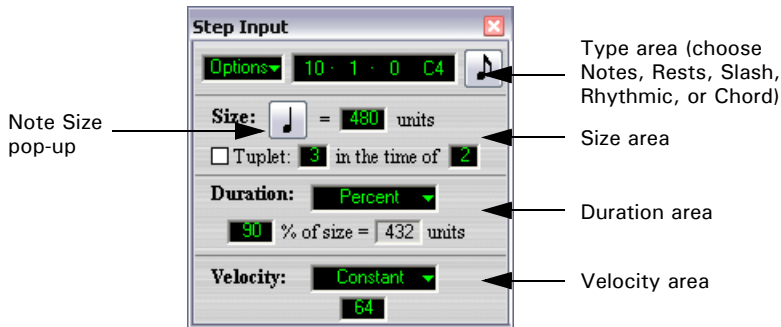 Step Input
Options 10 · 1 · 0 C4
Type area (choose
Notes, Rests, Slash,
Rhythmic, or Chord)
Note Size
pop-up
Size: = 480 units
Size area
Tuplet: 3 in the time of 2
Duration: Percent
Duration area
90 % of size = 432 units
Velocity: Constant
Velocity area
64